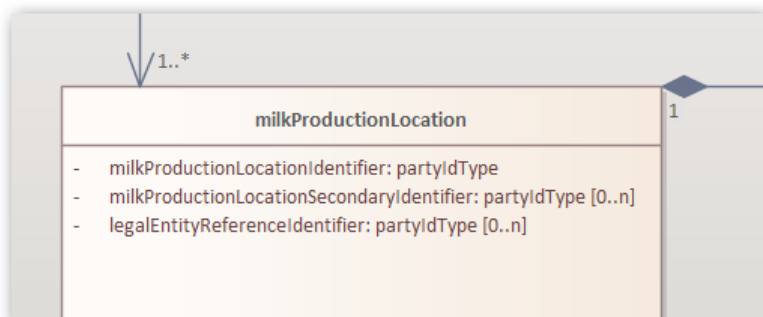 1..*
milkProductionLocation
1
- milkProductionLocationIdentifier: partyIdType
- milkProductionLocationSecondaryIdentifier: partyIdType [0..n]
- legalEntityReferenceIdentifier: partyIdType [0..n]